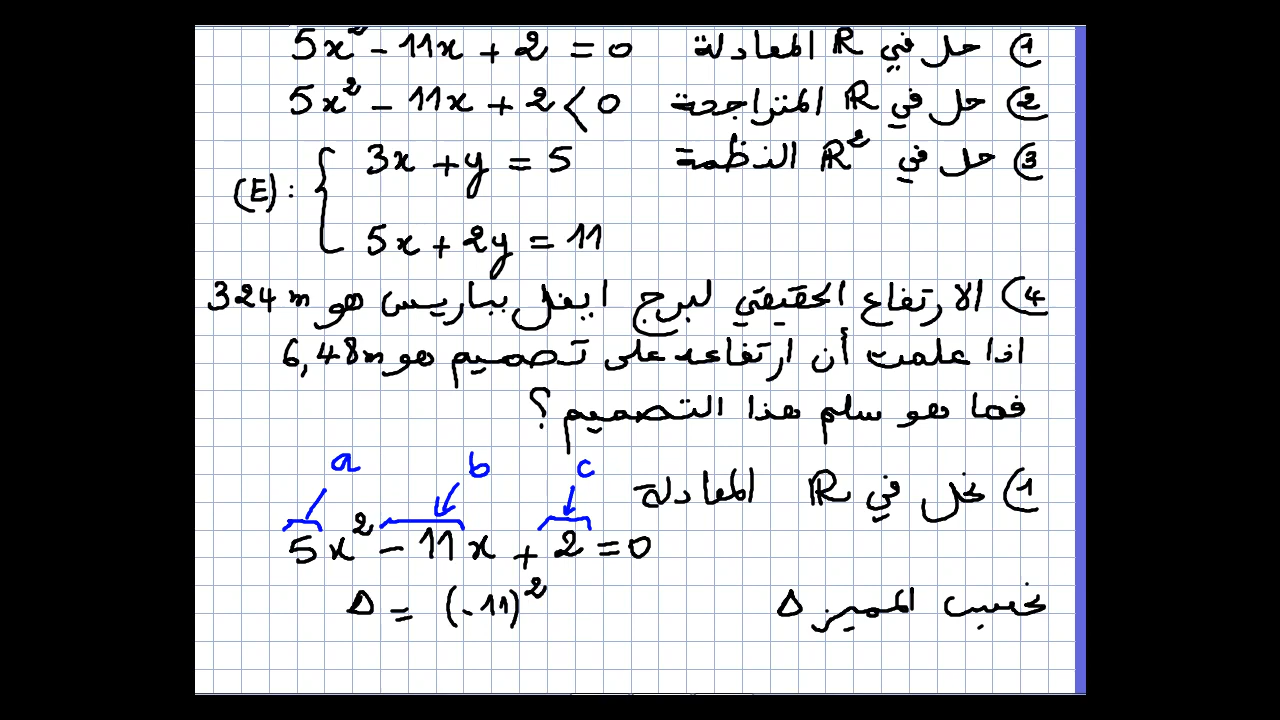 1) حل في ℝ المعادلة 5x² - 11x + 2 = 0
2) حل في ℝ المتراجحة 5x² - 11x + 2 < 0
3) حل في ℝ² النظمة
(E): { 3x + y = 5
5x + 2y = 11
4) الارتفاع الحقيقي لبرج ايفل بباريس هو 324 m
اذا علمت أن ارتفاعه على تصميم هو 6,48m
فما هو سلم هذا التصميم؟
1) نحل في ℝ المعادلة
a b c
5x² - 11x + 2 = 0
نحسب المميز Δ Δ = (-11)²